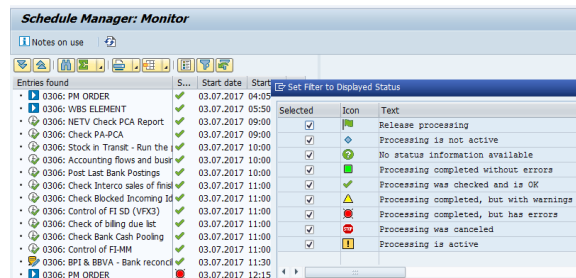 Schedule Manager: Monitor
Notes on use
Entries found S... Start date Start
0306: PM ORDER 03.07.2017 04:05
0306: WBS ELEMENT 03.07.2017 05:50
0306: NETV Check PCA Report 03.07.2017 09:00
0306: Check PA-PCA 03.07.2017 09:00
0306: Stock in Transit - Run the 03.07.2017 10:00
0306: Accounting flows and busin 03.07.2017 10:00
0306: Post Last Bank Postings 03.07.2017 10:00
0306: Check Interco sales of finis 03.07.2017 11:00
0306: Check Blocked Incoming Id 03.07.2017 11:00
0306: Control of FI SD (VFX3) 03.07.2017 11:00
0306: Check of billing due list 03.07.2017 11:00
0306: Check Bank Cash Pooling 03.07.2017 11:00
0306: Control of FI-MM 03.07.2017 11:00
0306: BPI & BBVA - Bank reconcil 03.07.2017 11:30
0306: PM ORDER 03.07.2017 12:15
Set Filter to Displayed Status
Selected Icon Text
Release processing
Processing is not active
No status information available
Processing completed without errors
Processing was checked and is OK
Processing completed, but with warnings
Processing completed, but has errors
STOP Processing was canceled
Processing is active